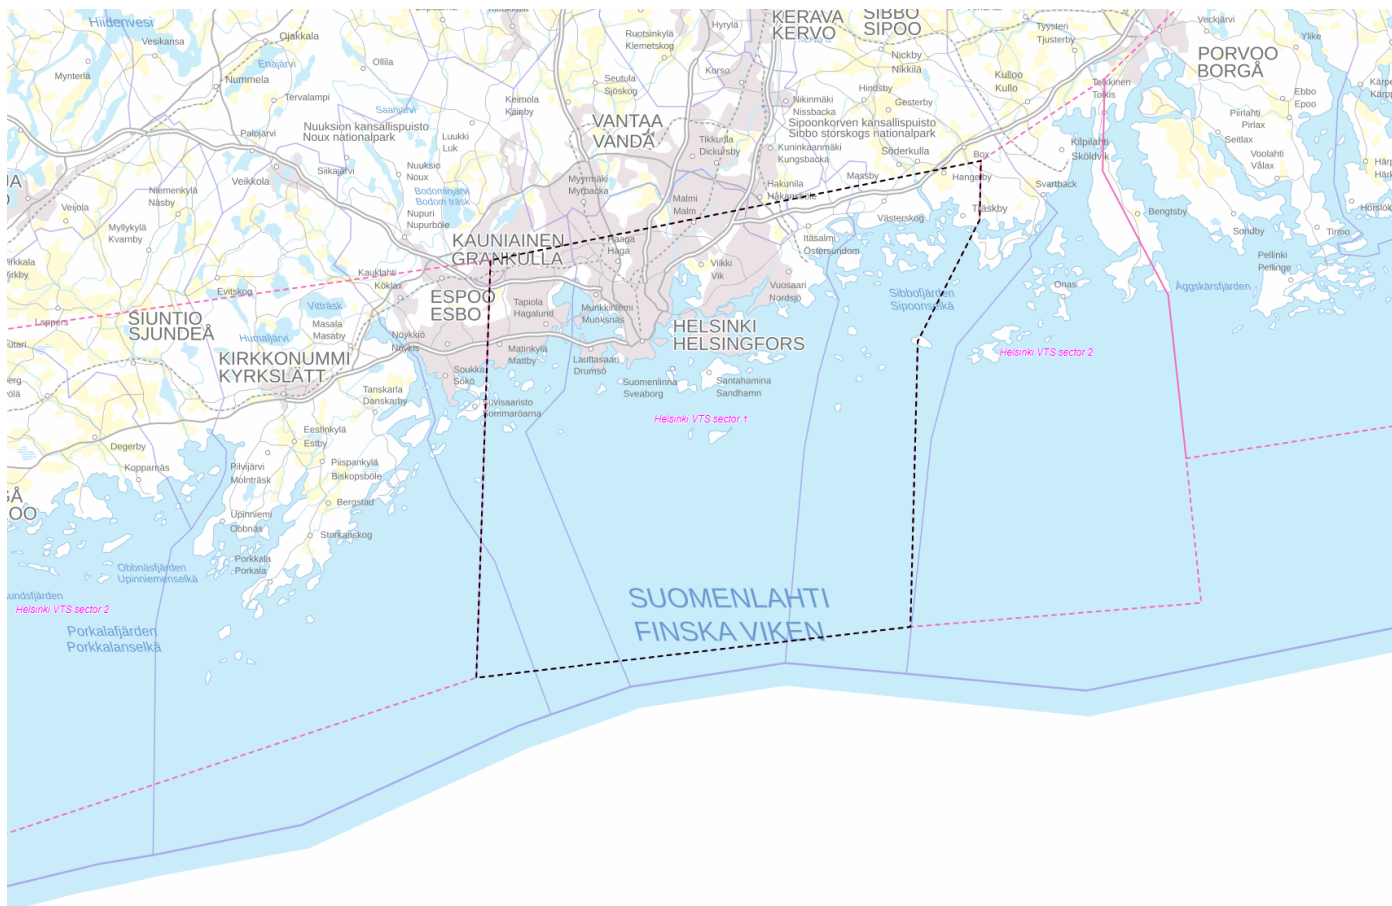 Hiidenvesi
Vesikansa
Ojakkala
Enäjärvi
Ollila
Mynterlä
Nummela
Tervalampi
Saanjärvi
Ruotsinkylä
Klemetskog
Hyrylä
KERAVA
KERVO
SIBBO
SIPOO
Tyysteri
Tjusterby
Veckjärvi
Ylike
PORVOO
BORGÅ
Seutula
Sjöskog
Korso
Nickby
Nikkilä
Kulloo
Kullo
Tolkkinen
Tolkis
Ebbo
Epoo
Keimola
Kainby
Nikinmäki
Nissbacka
Hindsby
Gesterby
Piirlahti
Pirlax
Seitlax
VANTAA
VANDA
Nuuksion kansallispuisto
Noux nationalpark
Palojärvi
Luukki
Luk
Tikkurila
Dickursby
Sipoonkorven kansallispuisto
Sibbo storskogs nationalpark
Kuninkaanmäki
Kungsbacka
Söderkulla
Box
Kilpilahti
Sköldvik
Voolahti
Vålax
Veikkola
Siikajärvi
Nuuksio
Noux
Massby
Hangelby
Svartbäck
Niemenkylä
Näsby
Bodominjärvi
Bodom träsk
Myyrmäki
Myrbacka
Hakunila
Håkansböle
Malmi
Malm
Veijola
Nupuri
Nupurböle
Västerskog
Träskby
Bengtsby
Myllykylä
Kvarnby
KAUNIAINEN
GRANKULLA
Haaga
Haga
Itäsalmi
Östersundom
Sondby
Tirmo
Kauklahti
Köklax
Viikki
Vik
Pellinki
Pellinge
Evitskog
Vuosaari
Nordsjö
Onas
Äggskärsfjärden
Vitträsk
ESPOO
ESBO
Tapiola
Hagalund
Munkkiniemi
Munksnäs
Sibbofjärden
Sipoonselkä
Lappers
SIUNTIO
SJUNDEÅ
Masala
Masaby
Humaljärvi
Nöykkiö
Nöykis
HELSINKI
HELSINGFORS
KIRKKONUMMI
KYRKSLÄTT
Matinkylä
Mattby
Lauttasaari
Drumsö
Helsinki VTS sector 2
Soukka
Sökö
Suomenlinna
Sveaborg
Santahamina
Sandhamn
Tanskarla
Danskarby
Suvisaaristo
Sommaröarna
Helsinki VTS sector 1
Eestinkylä
Estby
Degerby
Kopparnäs
Pilvijärvi
Molnträsk
Piispankylä
Biskopsböle
Bergstad
Upinniemi
Obbnäs
Storkanskog
Porkkala
Porkala
Obbnäsfjärden
Upinniemenselkä
Helsinki VTS sector 2
Porkalafjärden
Porkkalanselkä
SUOMENLAHTI
FINSKA VIKEN